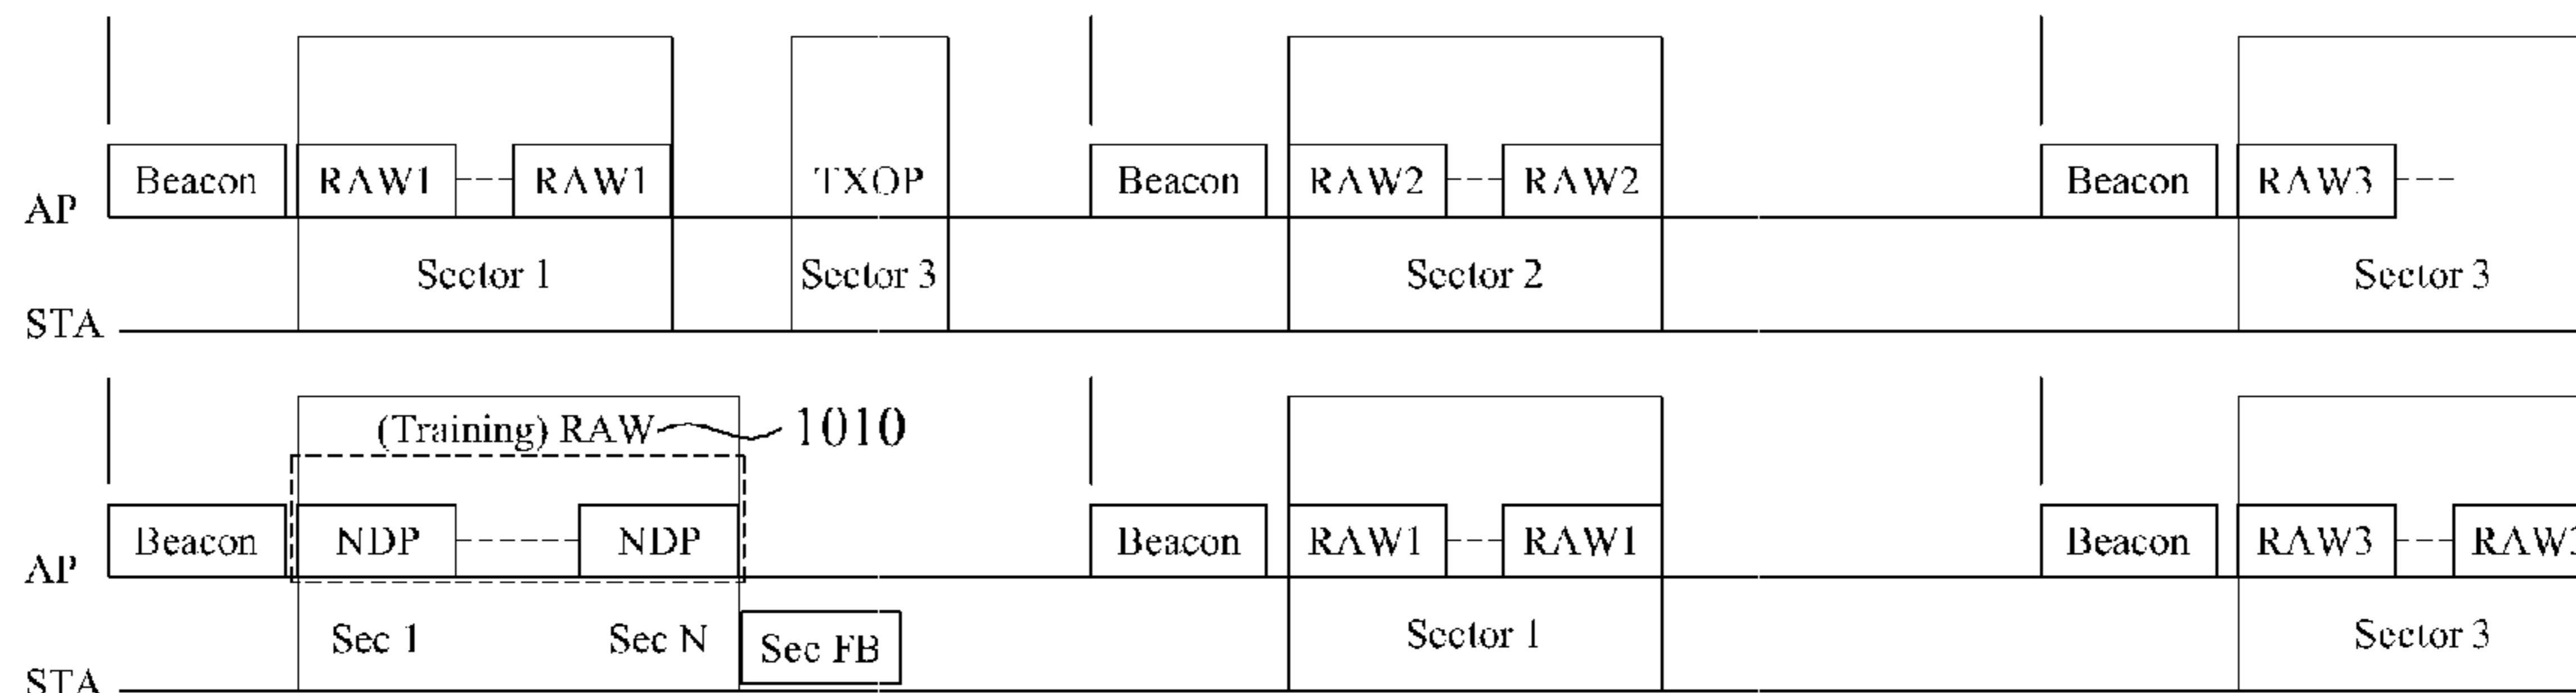 Beacon RAW1 RAW1 TXOP Beacon RAW2 RAW2 Beacon RAW3
AP
Sector 1 Sector 3 Sector 2 Sector 3
STA
(Training) RAW 1010
Beacon NDP NDP Beacon RAW1 RAW1 Beacon RAW3 RAW3
AP
Sec 1 Sec N Sec FB Sector 1 Sector 3
STA